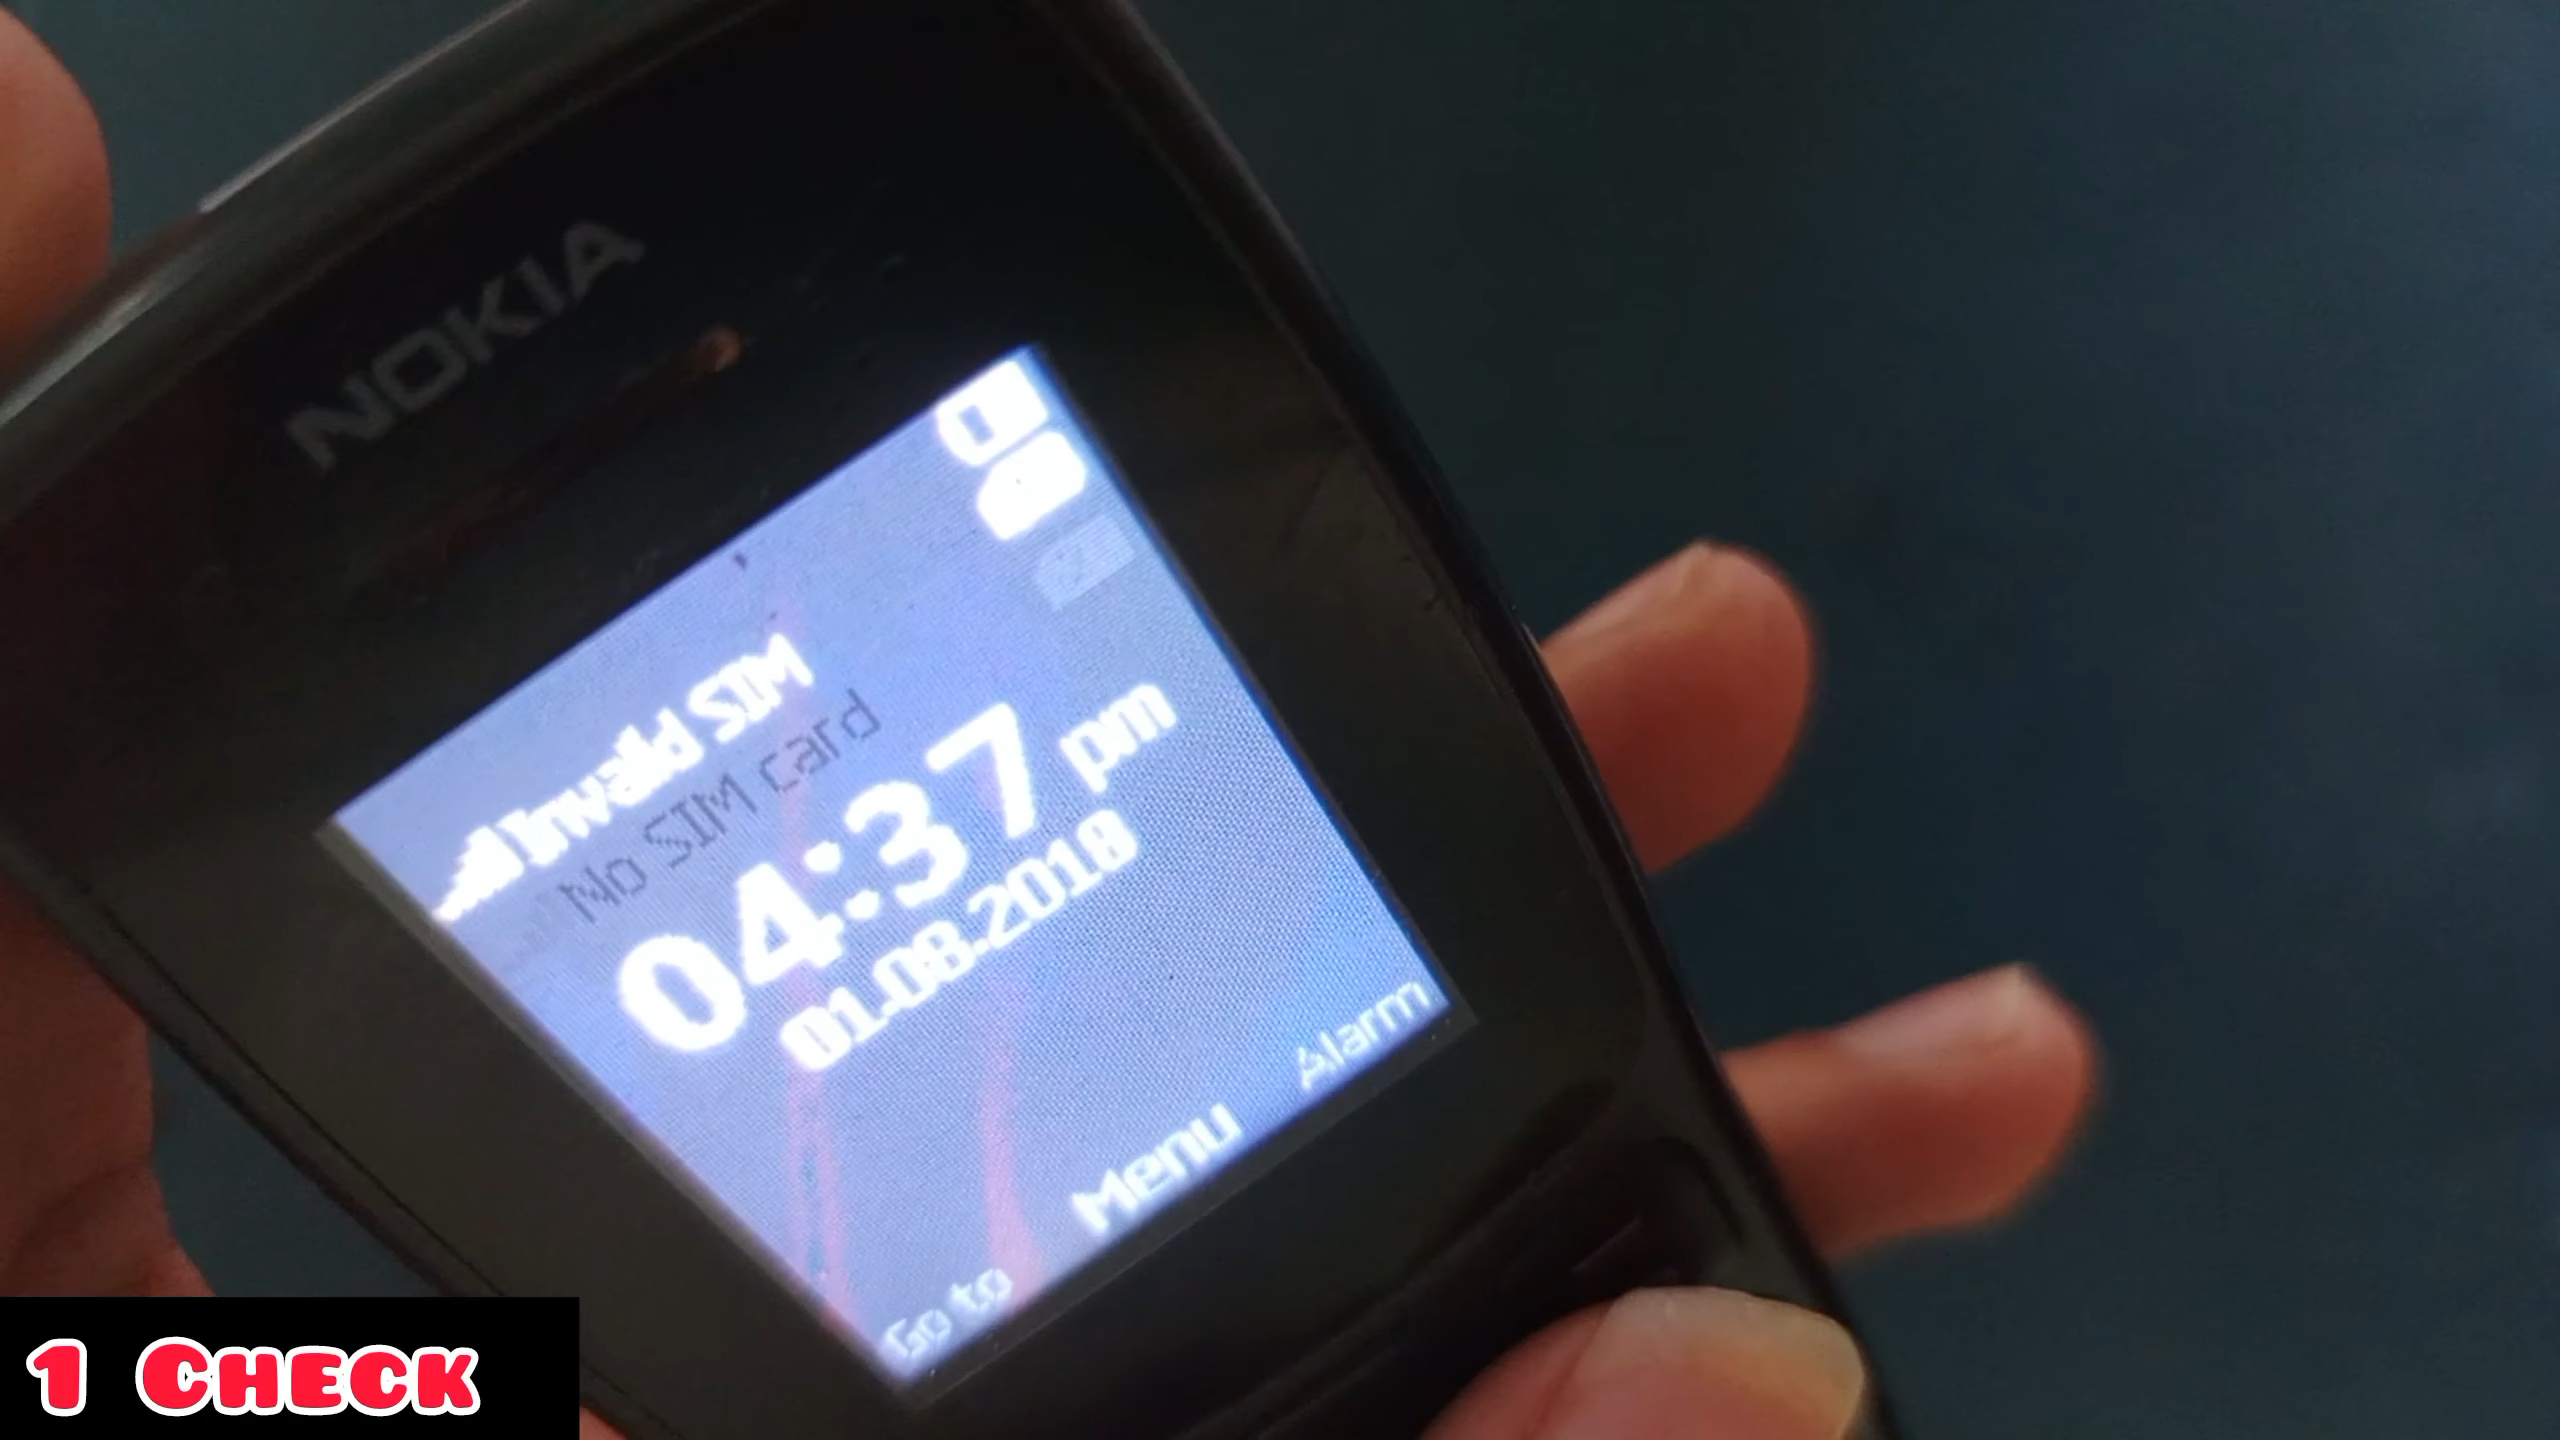 NOKIA
Invalid SIM
No SIM card
04:37 pm
01.08.2018
Go to Menu Alarm
1 Check